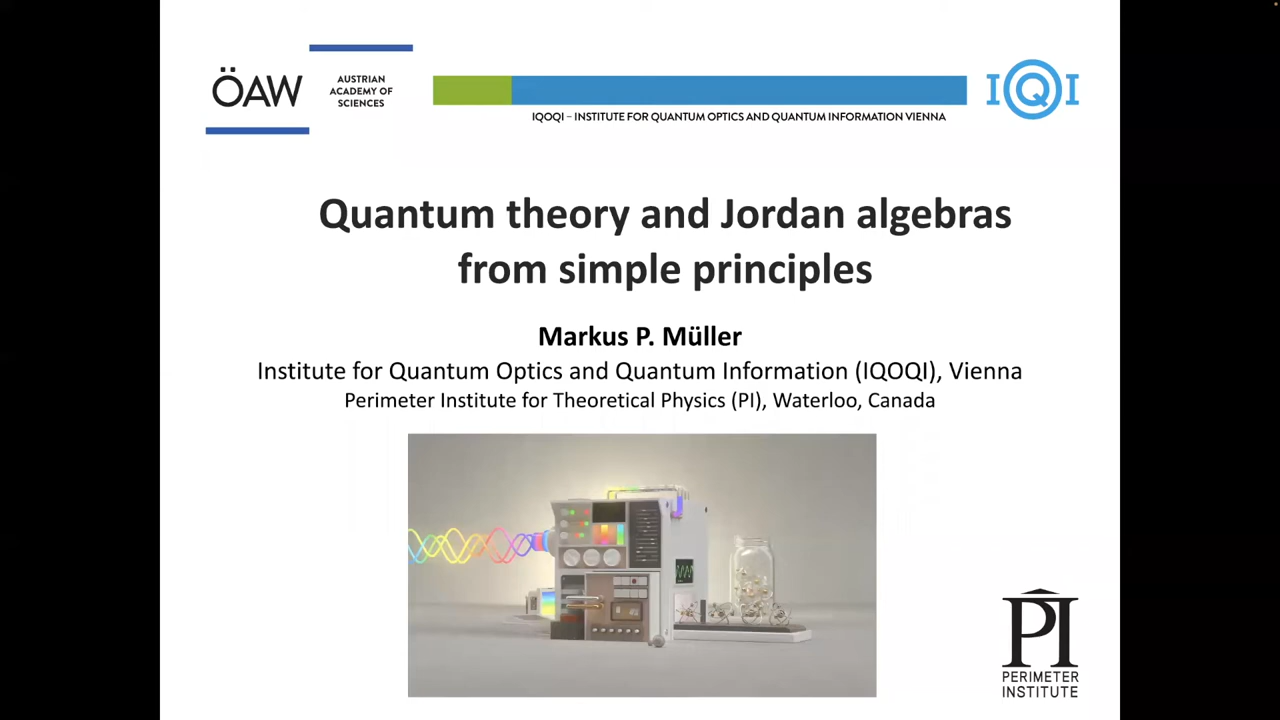 ÖAW
AUSTRIAN
ACADEMY OF
SCIENCES
IQOQI – INSTITUTE FOR QUANTUM OPTICS AND QUANTUM INFORMATION VIENNA
IQI
Quantum theory and Jordan algebras
from simple principles
Markus P. Müller
Institute for Quantum Optics and Quantum Information (IQOQI), Vienna
Perimeter Institute for Theoretical Physics (PI), Waterloo, Canada
PI
PERIMETER
INSTITUTE